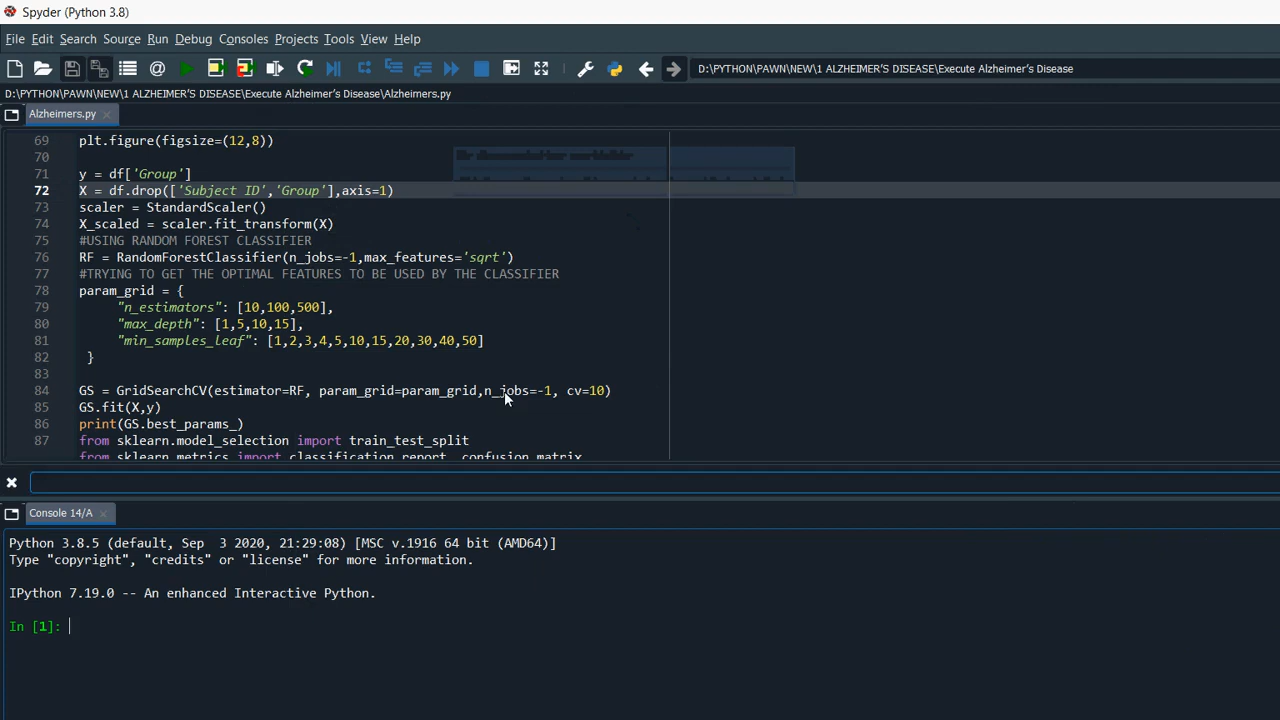 Spyder (Python 3.8)
File Edit Search Source Run Debug Consoles Projects Tools View Help
D:\PYTHON\PAWN\NEW\1 ALZHEIMER'S DISEASE\Execute Alzheimer's Disease
D:\PYTHON\PAWN\NEW\1 ALZHEIMER'S DISEASE\Execute Alzheimer's Disease\Alzheimers.py
Alzheimers.py
69 plt.figure(figsize=(12,8))
70
71 y = df['Group']
72 X = df.drop(['Subject ID','Group'],axis=1)
73 scaler = StandardScaler()
74 X_scaled = scaler.fit_transform(X)
75 #USING RANDOM FOREST CLASSIFIER
76 RF = RandomForestClassifier(n_jobs=-1,max_features='sqrt')
77 #TRYING TO GET THE OPTIMAL FEATURES TO BE USED BY THE CLASSIFIER
78 param_grid = {
79 "n_estimators": [10,100,500],
80 "max_depth": [1,5,10,15],
81 "min_samples_leaf": [1,2,3,4,5,10,15,20,30,40,50]
82 }
83
84 GS = GridSearchCV(estimator=RF, param_grid=param_grid,n_jobs=-1, cv=10)
85 GS.fit(X,y)
86 print(GS.best_params_)
87 from sklearn.model_selection import train_test_split
from sklearn.metrics import classification_report, confusion_matrix
Console 14/A
Python 3.8.5 (default, Sep  3 2020, 21:29:08) [MSC v.1916 64 bit (AMD64)]
Type "copyright", "credits" or "license" for more information.
IPython 7.19.0 -- An enhanced Interactive Python.
In [1]: